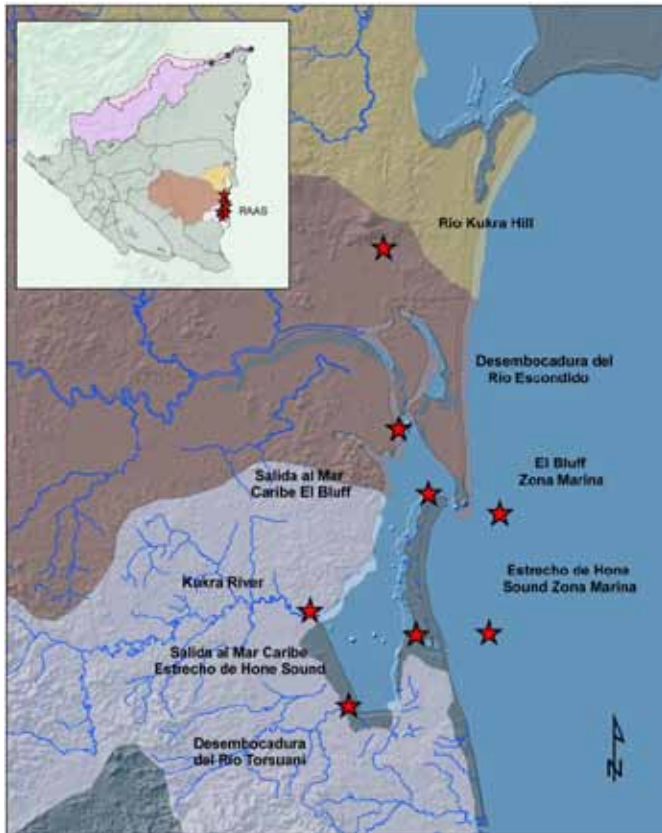 RAAS
Río Kukra Hill
Desembocadura del
Río Escondido
Salida al Mar
Caribe El Bluff
El Bluff
Zona Marina
Kukra River
Estrecho de Hone
Sound Zona Marina
Salida al Mar Caribe
Estrecho de Hone Sound
Desembocadura
del Río Torsuani
N